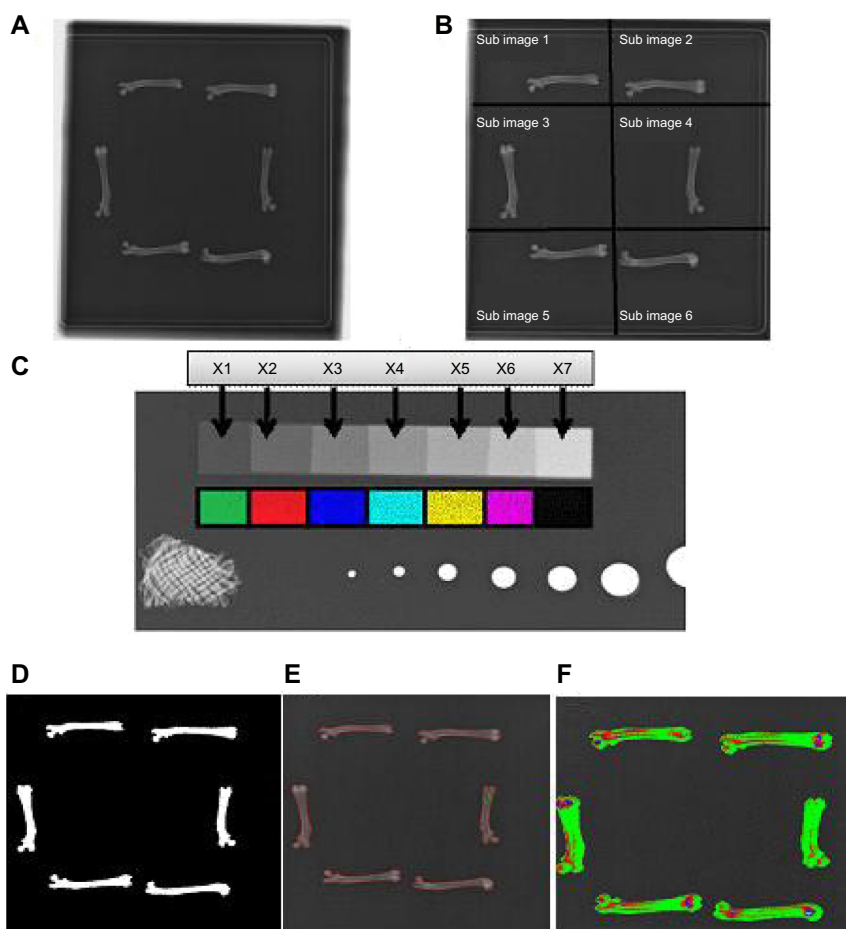 A
B
Sub image 1
Sub image 2
Sub image 3
Sub image 4
Sub image 5
Sub image 6
C
X1 X2 X3 X4 X5 X6 X7
D
E
F